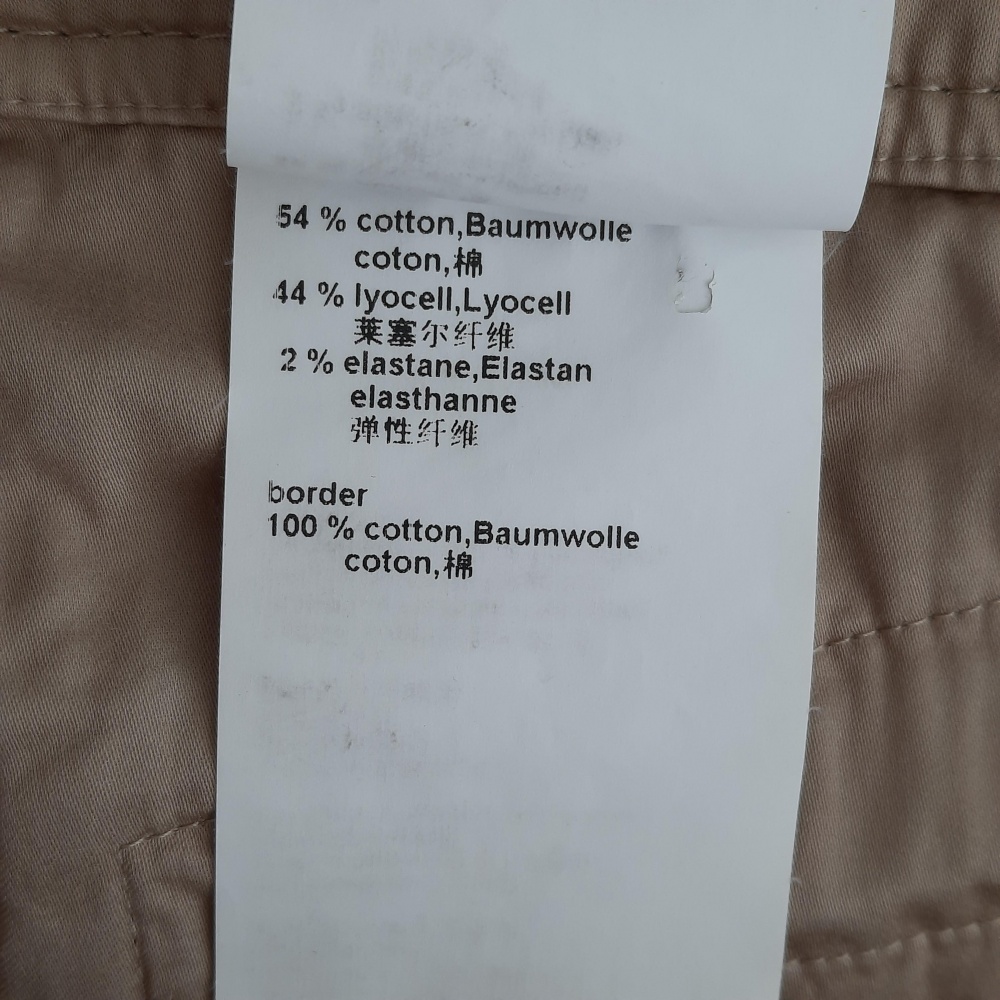 54 % cotton,Baumwolle
coton,棉
44 % lyocell,Lyocell
莱塞尔纤维
2 % elastane,Elastan
elasthanne
弹性纤维
border
100 % cotton,Baumwolle
coton,棉